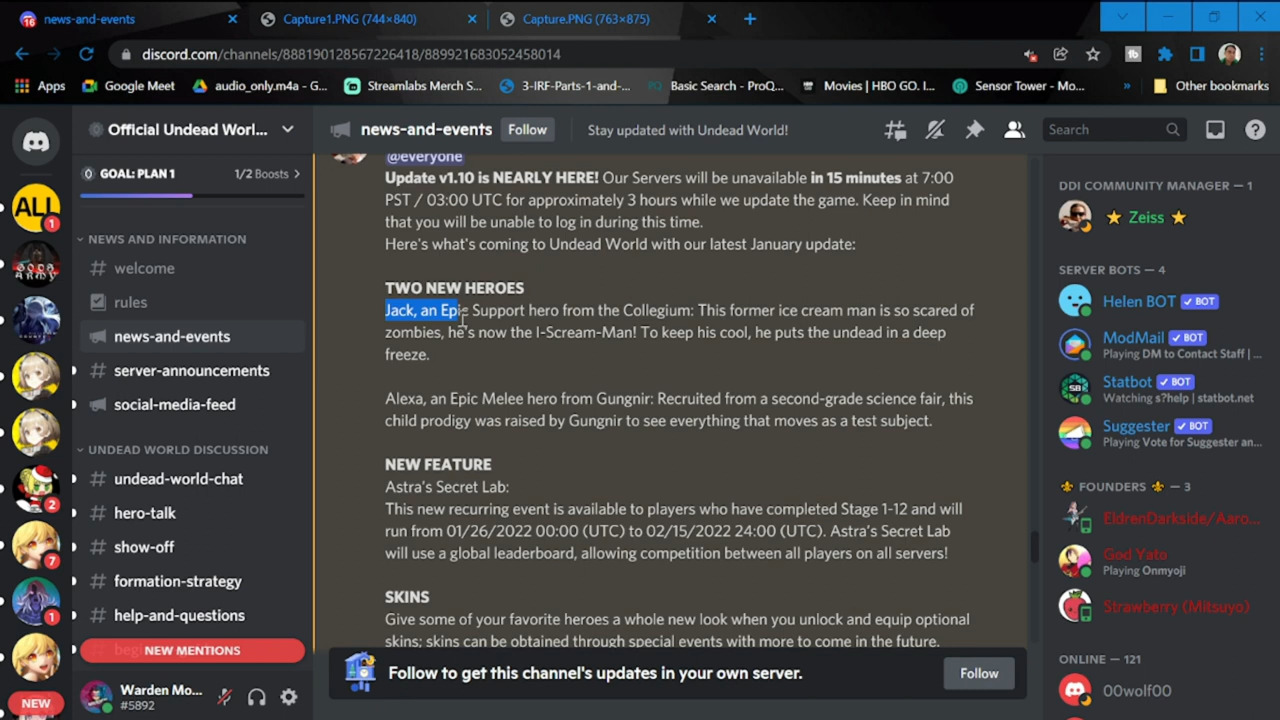 16 news-and-events
Capture1.PNG (744×840)
Capture.PNG (763×875)
discord.com/channels/888190128567226418/889921683052458014
Apps
Google Meet
audio_only.m4a - G...
Streamlabs Merch S...
3-IRF-Parts-1-and-...
Basic Search - ProQ...
Movies | HBO GO. I...
Sensor Tower - Mo...
»
Other bookmarks
Official Undead Worl...
news-and-events
Follow
Stay updated with Undead World!
Search
GOAL: PLAN 1
1/2 Boosts
ALL
1
2
7
1
NEW
NEWS AND INFORMATION
# welcome
rules
news-and-events
# server-announcements
social-media-feed
UNDEAD WORLD DISCUSSION
# undead-world-chat
# hero-talk
# show-off
# formation-strategy
# help-and-questions
NEW MENTIONS
Warden Mo...
#5892
@everyone
Update v1.10 is NEARLY HERE! Our Servers will be unavailable in 15 minutes at 7:00
PST / 03:00 UTC for approximately 3 hours while we update the game. Keep in mind
that you will be unable to log in during this time.
Here's what's coming to Undead World with our latest January update:
TWO NEW HEROES
Jack, an Epic Support hero from the Collegium: This former ice cream man is so scared of
zombies, he's now the I-Scream-Man! To keep his cool, he puts the undead in a deep
freeze.
Alexa, an Epic Melee hero from Gungnir: Recruited from a second-grade science fair, this
child prodigy was raised by Gungnir to see everything that moves as a test subject.
NEW FEATURE
Astra's Secret Lab:
This new recurring event is available to players who have completed Stage 1-12 and will
run from 01/26/2022 00:00 (UTC) to 02/15/2022 24:00 (UTC). Astra's Secret Lab
will use a global leaderboard, allowing competition between all players on all servers!
SKINS
Give some of your favorite heroes a whole new look when you unlock and equip optional
skins; skins can be obtained through special events with more to come in the future.
Follow to get this channel's updates in your own server.
Follow
DDI COMMUNITY MANAGER — 1
Zeiss
SERVER BOTS — 4
Helen BOT ✓ BOT
ModMail ✓ BOT
Playing DM to Contact Staff | ...
Statbot ✓ BOT
Watching s?help | statbot.net
Suggester ✓ BOT
Playing Vote for Suggester an...
FOUNDERS — 3
EldrenDarkside/Aaro...
God Yato
Playing Onmyoji
Strawberry (Mitsuyo)
ONLINE — 121
00wolf00